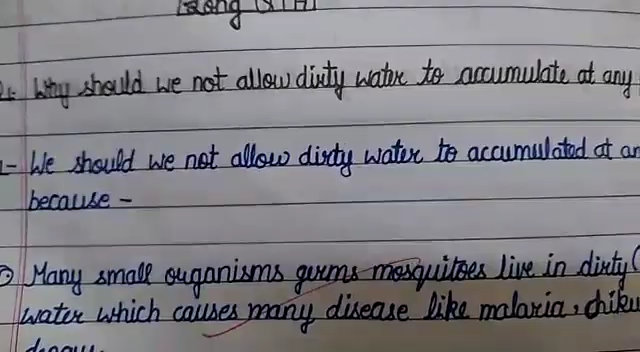 Why should we not allow dirty water to accumulate at any
We should we not allow dirty water to accumulated at
because -
Many small organisms germs mosquitoes live in dirty
water which causes many disease like malaria, chiku